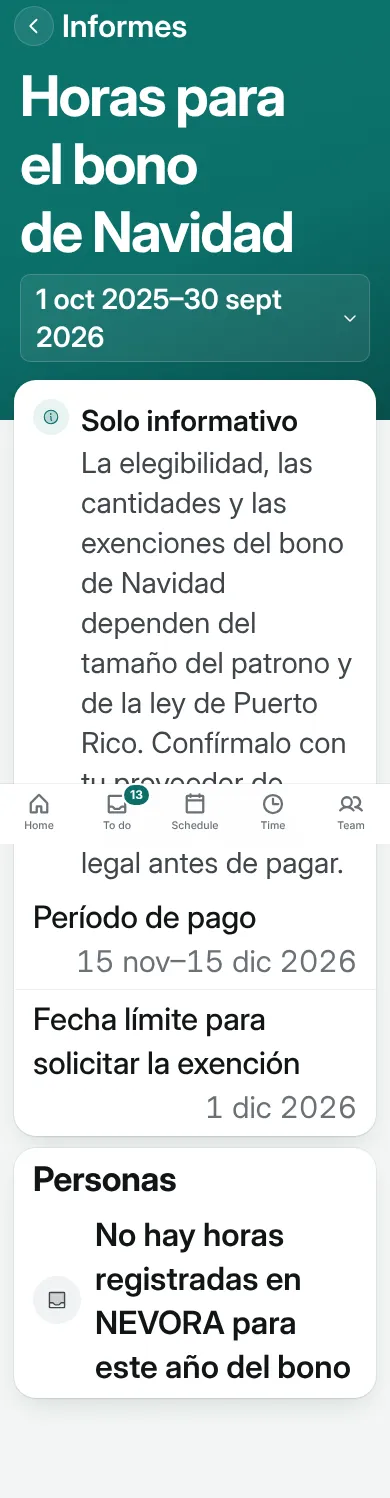 Informes
Horas para
el bono
de Navidad
1 oct 2025–30 sept
2026
Solo informativo
La elegibilidad, las
cantidades y las
exenciones del bono
de Navidad
dependen del
tamaño del patrono y
de la ley de Puerto
Rico. Confírmalo con
tu proveedor de
13
Home
To do
Schedule
Time
Team
legal antes de pagar.
Período de pago
15 nov–15 dic 2026
Fecha límite para
solicitar la exención
1 dic 2026
Personas
No hay horas
registradas en
NEVORA para
este año del bono